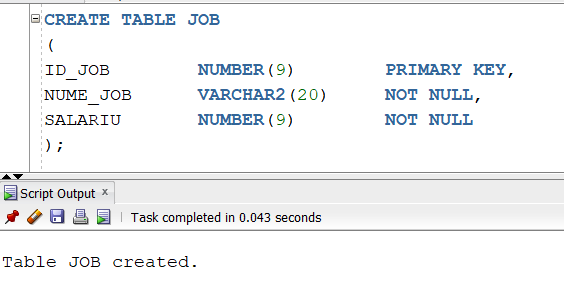 CREATE TABLE JOB
(
ID_JOB NUMBER(9) PRIMARY KEY,
NUME_JOB VARCHAR2(20) NOT NULL,
SALARIU NUMBER(9) NOT NULL
);
Script Output x
Task completed in 0.043 seconds
Table JOB created.